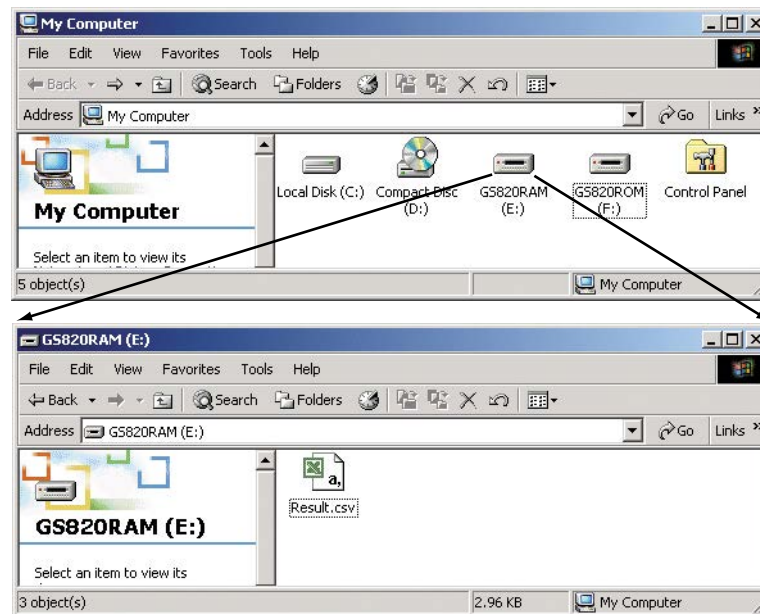 My Computer
File Edit View Favorites Tools Help
Back Search Folders
Address My Computer Go Links »
Local Disk (C:) Compact Disc (D:) GS820RAM (E:) GS820ROM (F:) Control Panel
My Computer
Select an item to view its
5 object(s) My Computer
GS820RAM (E:)
File Edit View Favorites Tools Help
Back Search Folders
Address GS820RAM (E:) Go Links »
a,
Result.csv
GS820RAM (E:)
Select an item to view its
3 object(s) 2.96 KB My Computer